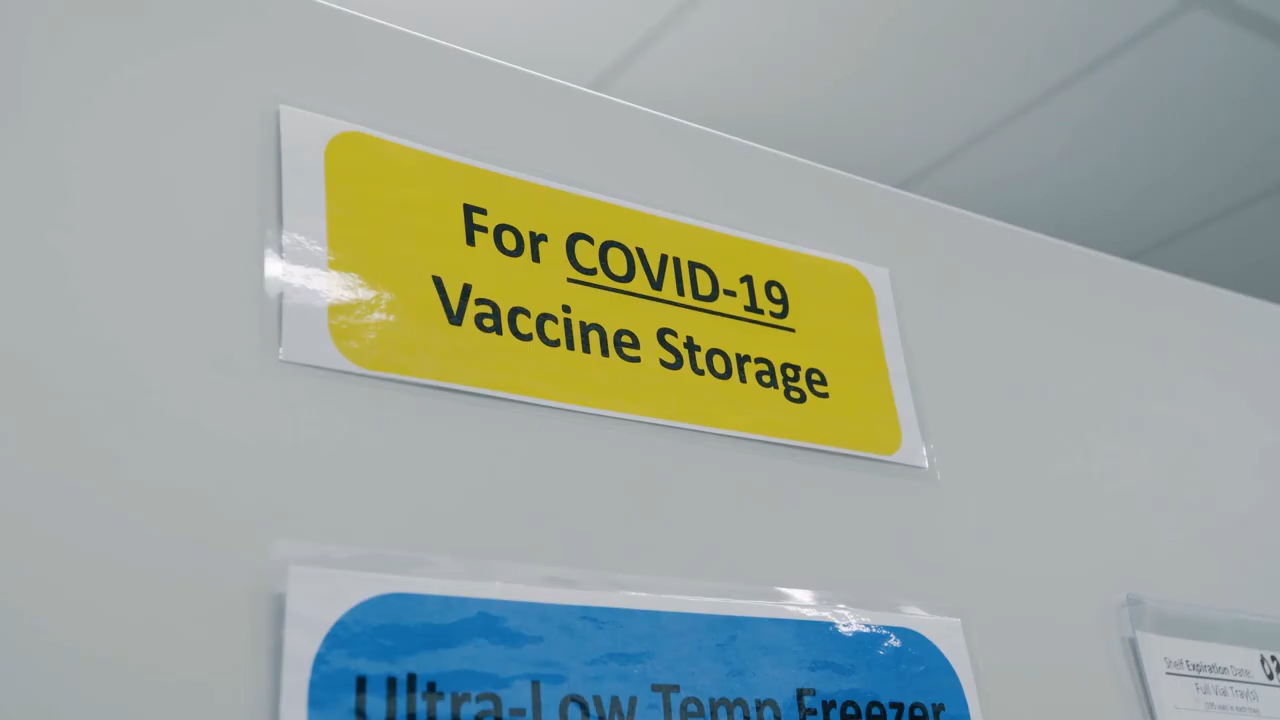 For COVID-19
Vaccine Storage
Ultra-Low Temp Freezer
Shelf Expiration Date:
Full Vial Tray(s)